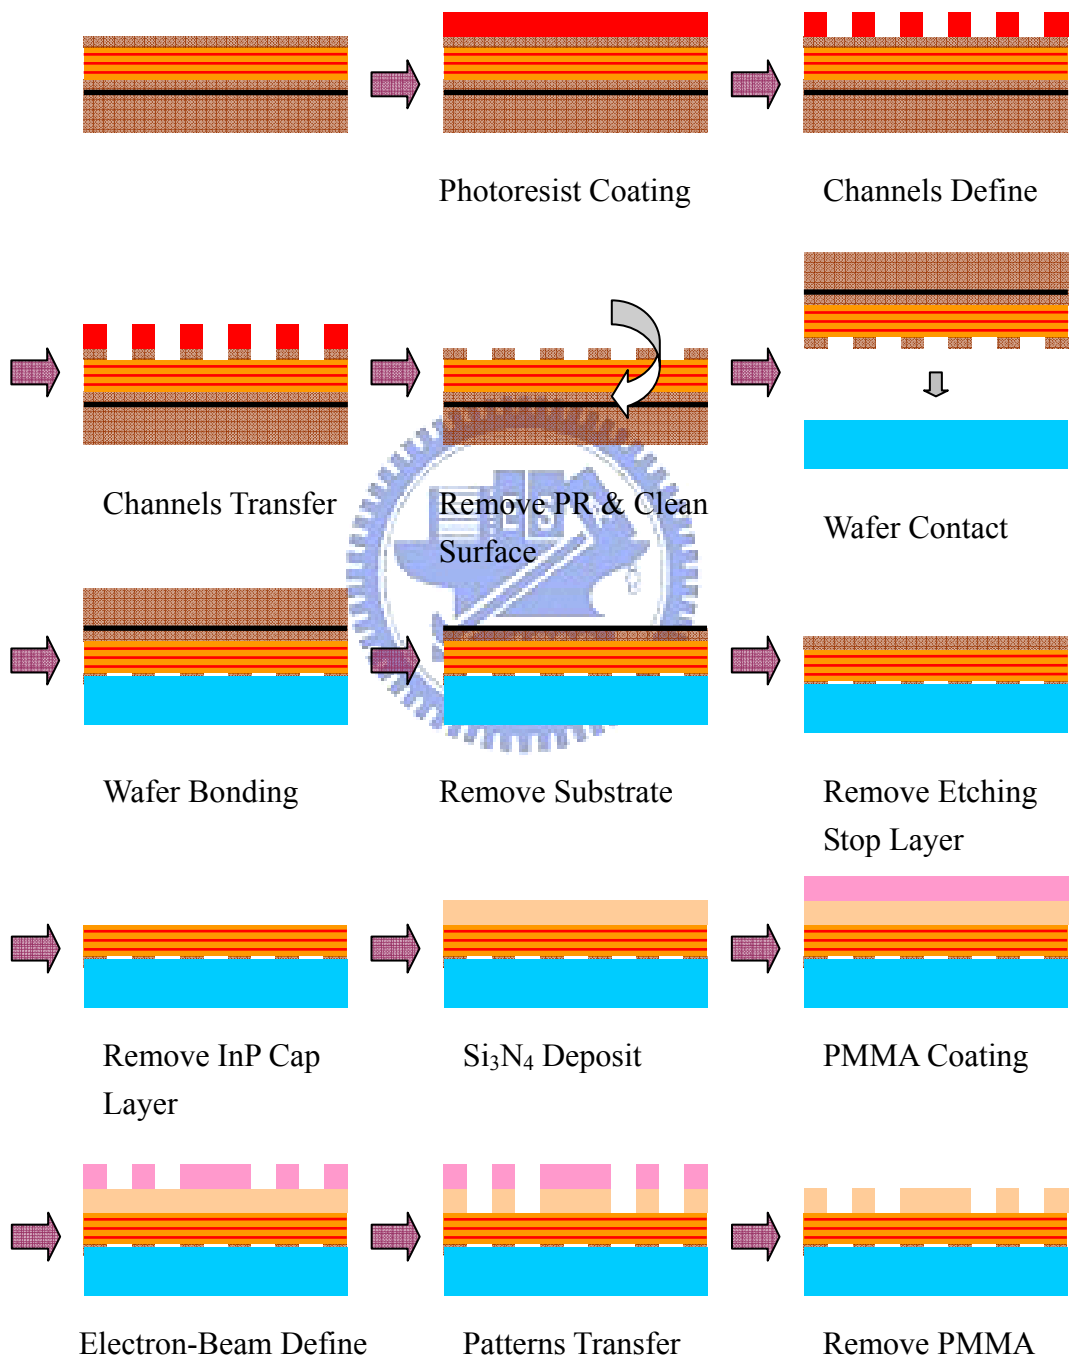 Photoresist Coating
Channels Define
Channels Transfer
Remove PR & Clean
Surface
Wafer Contact
Wafer Bonding
Remove Substrate
Remove Etching
Stop Layer
Remove InP Cap
Layer
Si₃N₄ Deposit
PMMA Coating
Electron-Beam Define
Patterns Transfer
Remove PMMA